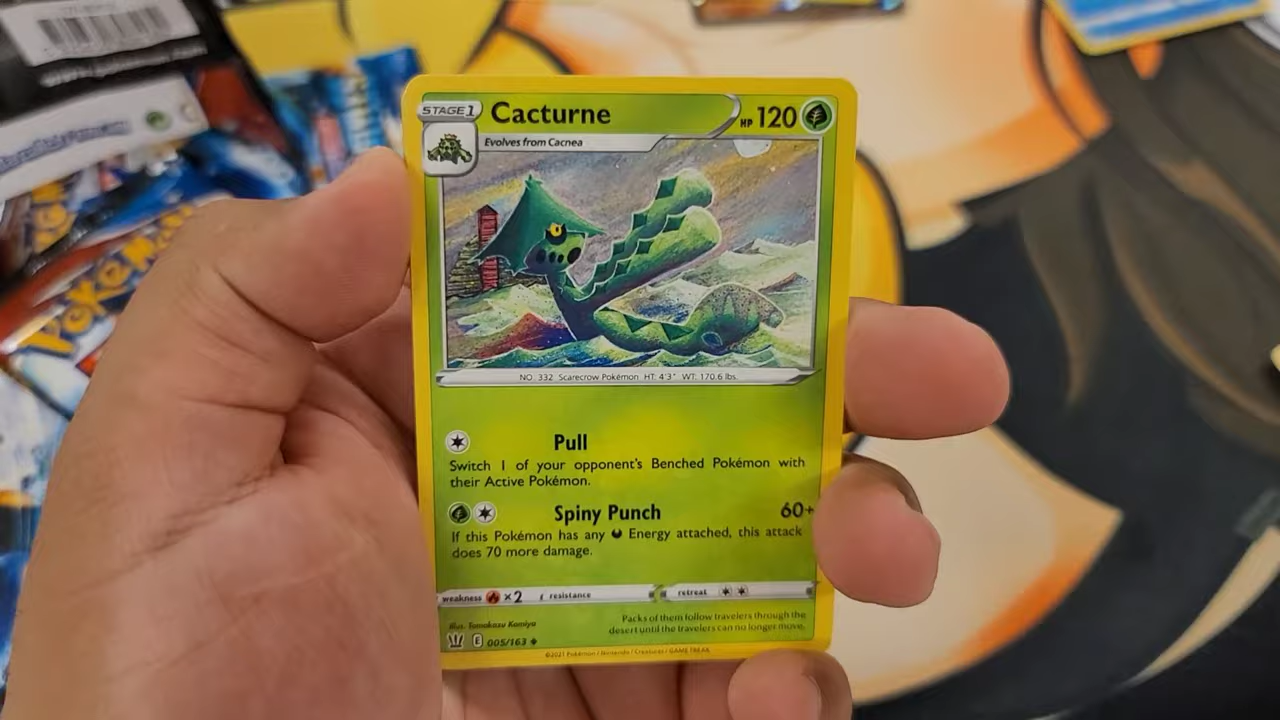 STAGE 1
Cacturne
HP 120
Evolves from Cacnea
NO. 332 Scarecrow Pokémon HT: 4'3" WT: 170.6 lbs.
Pull
Switch 1 of your opponent's Benched Pokémon with
their Active Pokémon.
Spiny Punch 60+
If this Pokémon has any Energy attached, this attack
does 70 more damage.
weakness ×2 resistance retreat
Illus. Tomokazu Komiya
Packs of them follow travelers through the
desert until the travelers can no longer move.
E 005/163
©2021 Pokémon / Nintendo / Creatures / GAME FREAK
Pokémon